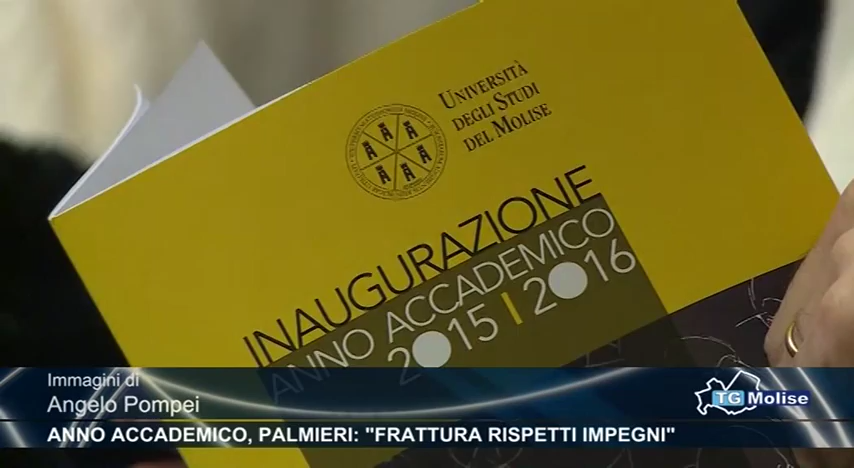 UNIVERSITÀ
DEGLI STUDI
DEL MOLISE
INAUGURAZIONE
ANNO ACCADEMICO
2015 | 2016
Immagini di
Angelo Pompei
TG Molise
ANNO ACCADEMICO, PALMIERI: "FRATTURA RISPETTI IMPEGNI"